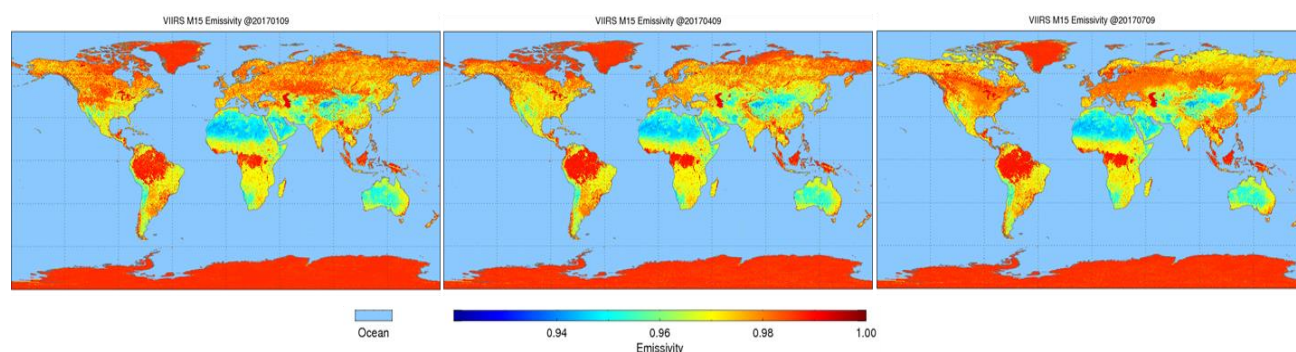 VIIRS M15 Emissivity @20170109
VIIRS M15 Emissivity @20170409
VIIRS M15 Emissivity @20170709
Ocean
0.94 0.96 0.98 1.00
Emissivity